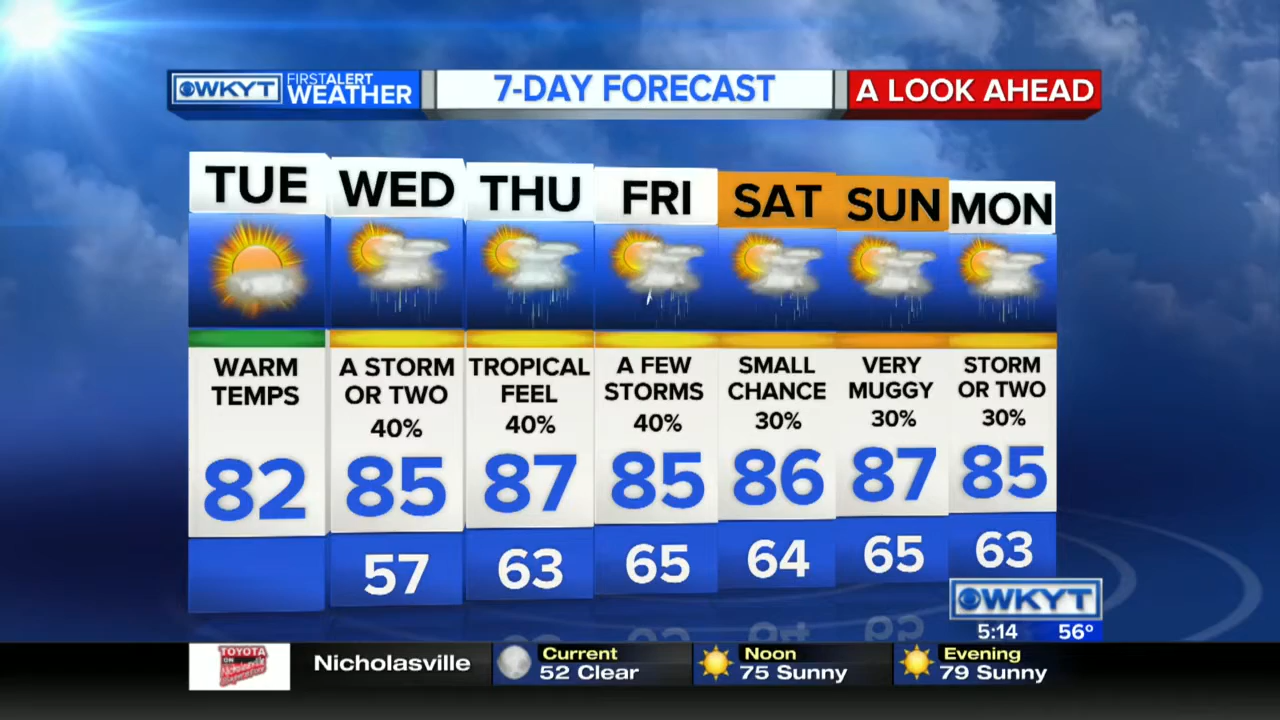 WKYT FIRST ALERT WEATHER
7-DAY FORECAST
A LOOK AHEAD
TUE WED THU FRI SAT SUN MON
WARM TEMPS
82
A STORM OR TWO
40%
85
57
TROPICAL FEEL
40%
87
63
A FEW STORMS
40%
85
65
SMALL CHANCE
30%
86
64
VERY MUGGY
30%
87
65
STORM OR TWO
30%
85
63
WKYT
5:14 56°
TOYOTA
ON
Nicholasville
Nicholasville
Current
52 Clear
Noon
75 Sunny
Evening
79 Sunny